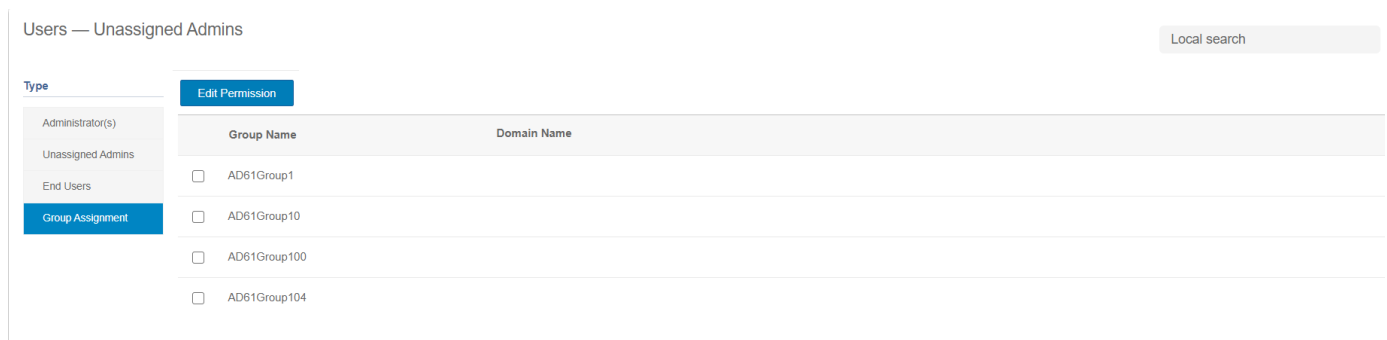 Users — Unassigned Admins
Local search
Type
Administrator(s)
Unassigned Admins
End Users
Group Assignment
Edit Permission
Group Name Domain Name
AD61Group1
AD61Group10
AD61Group100
AD61Group104